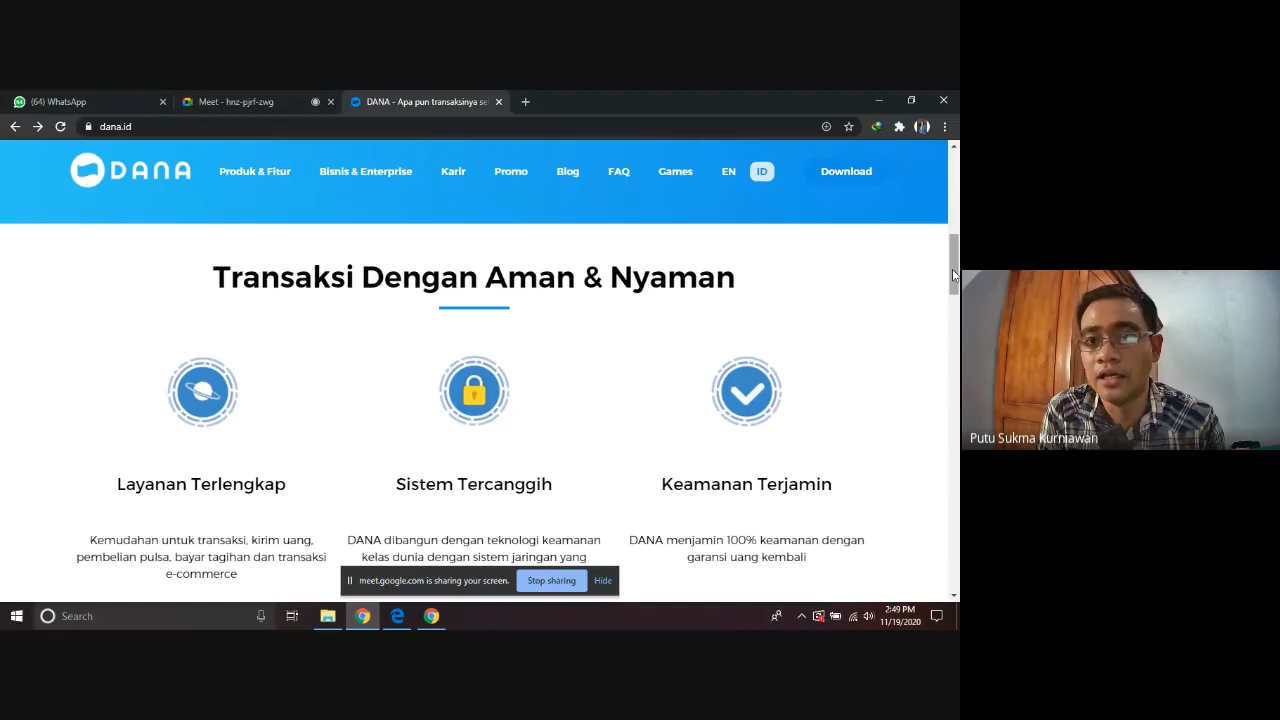 (64) WhatsApp
Meet - hnz-pjrf-zwg
DANA - Apa pun transaksinya se
dana.id
DANA
Produk & Fitur
Bisnis & Enterprise
Karir
Promo
Blog
FAQ
Games
EN
ID
Download
Transaksi Dengan Aman & Nyaman
Layanan Terlengkap
Kemudahan untuk transaksi, kirim uang,
pembelian pulsa, bayar tagihan dan transaksi
e-commerce
Sistem Tercanggih
DANA dibangun dengan teknologi keamanan
kelas dunia dengan sistem jaringan yang
Keamanan Terjamin
DANA menjamin 100% keamanan dengan
garansi uang kembali
meet.google.com is sharing your screen.
Stop sharing
Hide
Putu Sukma Kurniawan
Search
2:49 PM
11/19/2020